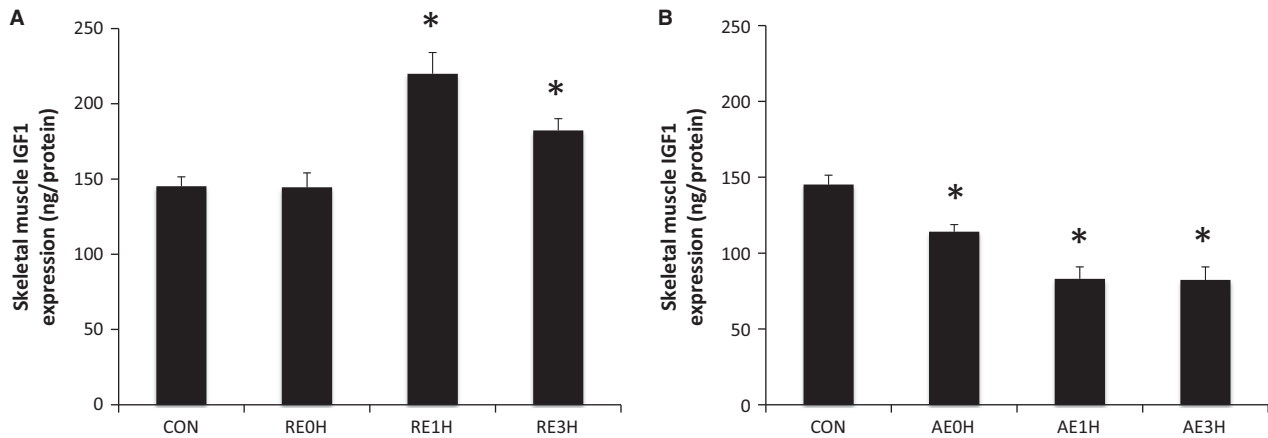 A
Skeletal muscle IGF1
expression (ng/protein)
250
200
150
100
50
0
*
*
CON
RE0H
RE1H
RE3H
B
Skeletal muscle IGF1
expression (ng/protein)
250
200
150
100
50
0
*
*
*
CON
AE0H
AE1H
AE3H